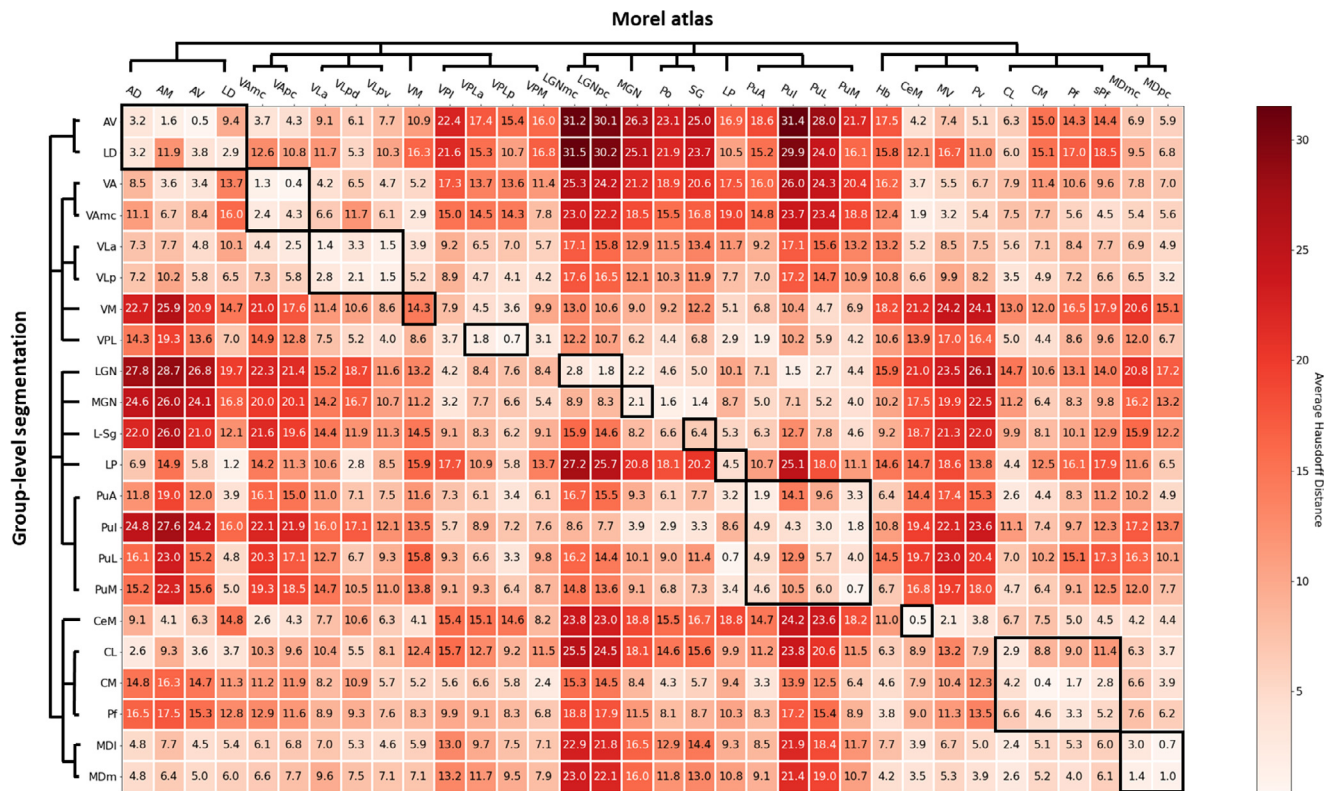 Morel atlas
AD AM AV LD VAmc VApc VLa VLpd VLpv VM VPI VPLa VPLp VPM LGNmc LGNpc MGN Po SG LP PuA PuI PuL PuM Hb CeM MV Pv CL CM Pf sPf MDmc MDpc
AV 3.2 1.6 0.5 9.4 3.7 4.3 9.1 6.1 7.7 10.9 22.4 17.4 15.4 16.0 31.2 30.1 26.3 23.1 25.0 16.9 18.6 31.4 28.0 21.7 17.5 4.2 7.4 5.1 6.3 15.0 14.3 14.4 6.9 5.9
LD 3.2 11.9 3.8 2.9 12.6 10.8 11.7 5.3 10.3 16.3 21.6 15.3 10.7 16.8 31.5 30.2 25.1 21.9 23.7 10.5 15.2 29.9 24.0 16.1 15.8 12.1 16.7 11.0 6.0 15.1 17.0 18.5 9.5 6.8
VA 8.5 3.6 3.4 13.7 1.3 0.4 4.2 6.5 4.7 5.2 17.3 13.7 13.6 11.4 25.3 24.2 21.2 18.9 20.6 17.5 16.0 26.0 24.3 20.4 16.2 3.7 5.5 6.7 7.9 11.4 10.6 9.6 7.8 7.0
VAmc 11.1 6.7 8.4 16.0 2.4 4.3 6.6 11.7 6.1 2.9 15.0 14.5 14.3 7.8 23.0 22.2 18.5 15.5 16.8 19.0 14.8 23.7 23.4 18.8 12.4 1.9 3.2 5.4 7.5 7.7 5.6 4.5 5.4 5.6
VLa 7.3 7.7 4.8 10.1 4.4 2.5 1.4 3.3 1.5 3.9 9.2 6.5 7.0 5.7 17.1 15.8 12.9 11.5 13.4 11.7 9.2 17.1 15.6 13.2 13.2 5.2 8.5 7.5 5.6 7.1 8.4 7.7 6.9 4.9
VLp 7.2 10.2 5.8 6.5 7.3 5.8 2.8 2.1 1.5 5.2 8.9 4.7 4.1 4.2 17.6 16.5 12.1 10.3 11.9 7.7 7.0 17.2 14.7 10.9 10.8 6.6 9.9 8.2 3.5 4.9 7.2 6.6 6.5 3.2
VM 22.7 25.9 20.9 14.7 21.0 17.6 11.4 10.6 8.6 14.3 7.9 4.5 3.6 9.9 13.0 10.6 9.0 9.2 12.2 5.1 6.8 10.4 4.7 6.9 18.2 21.2 24.2 24.1 13.0 12.0 16.5 17.9 20.6 15.1
VPL 14.3 19.3 13.6 7.0 14.9 12.8 7.5 5.2 4.0 8.6 3.7 1.8 0.7 3.1 12.2 10.7 6.2 4.4 6.8 2.9 1.9 10.2 5.9 4.2 10.6 13.9 17.0 16.4 5.0 4.4 8.6 9.8 12.0 6.7
LGN 27.8 28.7 26.8 19.7 22.3 21.4 15.2 18.7 11.6 13.2 4.2 8.4 7.6 8.4 2.8 1.8 2.2 4.6 5.0 10.1 7.1 1.5 2.7 4.4 15.9 21.0 23.5 26.1 14.7 10.6 13.1 14.0 20.8 17.2
MGN 24.6 26.0 24.1 16.8 20.0 20.1 14.2 16.7 10.7 11.2 3.2 7.7 6.6 5.4 8.9 8.3 2.1 1.6 1.4 8.7 5.0 7.1 5.2 4.0 10.2 17.5 19.9 22.5 11.2 6.4 8.3 9.8 16.2 13.2
L-Sg 22.0 26.0 21.0 12.1 21.6 19.6 14.4 11.9 11.3 14.5 9.1 8.3 6.2 9.1 15.9 14.6 8.2 6.6 6.4 5.3 6.3 12.7 7.8 4.6 9.2 18.7 21.3 22.0 9.9 8.1 10.1 12.9 15.9 12.2
LP 6.9 14.9 5.8 1.2 14.2 11.3 10.6 2.8 8.5 15.9 17.7 10.9 5.8 13.7 27.2 25.7 20.8 18.1 20.2 4.5 10.7 25.1 18.0 11.1 14.6 14.7 18.6 13.8 4.4 12.5 16.1 17.9 11.6 6.5
PuA 11.8 19.0 12.0 3.9 16.1 15.0 11.0 7.1 7.5 11.6 7.3 6.1 3.4 6.1 16.7 15.5 9.3 6.1 7.7 3.2 1.9 14.1 9.6 3.3 6.4 14.4 17.4 15.3 2.6 4.4 8.3 11.2 10.2 4.9
PuI 24.8 27.6 24.2 16.0 22.1 21.9 16.0 17.1 12.1 13.5 5.7 8.9 7.2 7.6 8.6 7.7 3.9 2.9 3.3 8.6 4.9 4.3 3.0 1.8 10.8 19.4 22.1 23.6 11.1 7.4 9.7 12.3 17.2 13.7
PuL 16.1 23.0 15.2 4.8 20.3 17.1 12.7 6.7 9.3 15.8 9.3 6.6 3.3 9.8 16.2 14.4 10.1 9.0 11.4 0.7 4.9 12.9 5.7 4.0 14.5 19.7 23.0 20.4 7.0 10.2 15.1 17.3 16.3 10.1
PuM 15.2 22.3 15.6 5.0 19.3 18.5 14.7 10.5 11.0 13.8 9.1 9.3 6.4 8.7 14.8 13.6 9.1 6.8 7.3 3.4 4.6 10.5 6.0 0.7 6.6 16.8 19.7 18.0 4.7 6.4 9.1 12.5 12.0 7.7
CeM 9.1 4.1 6.3 14.8 2.6 4.3 7.7 10.6 6.3 4.1 15.4 15.1 14.6 8.2 23.8 23.0 18.8 15.5 16.7 18.8 14.7 24.2 23.6 18.2 11.0 0.5 2.1 3.8 6.7 7.5 5.0 4.5 4.2 4.4
CL 2.6 9.3 3.6 3.7 10.3 9.6 10.4 5.5 8.1 12.4 15.7 12.7 9.2 11.5 25.5 24.5 18.1 14.6 15.6 9.9 11.2 23.8 20.6 11.5 6.3 8.9 13.2 7.9 2.9 8.8 9.0 11.4 6.3 3.7
CM 14.8 16.3 14.7 11.3 11.2 11.9 8.2 10.9 5.7 5.2 5.6 6.6 5.8 2.4 15.3 14.5 8.4 4.3 5.7 9.4 3.3 13.9 12.5 6.4 4.6 7.9 10.4 12.3 4.2 0.4 1.7 2.8 6.6 3.9
Pf 16.5 17.5 15.3 12.8 12.9 11.6 8.9 9.3 7.6 8.3 9.9 9.1 8.3 6.8 18.8 17.9 11.5 8.1 8.7 10.3 8.3 17.2 15.4 8.9 3.8 9.0 11.3 13.5 6.6 4.6 3.3 5.2 7.6 6.2
MDl 4.8 7.7 4.5 5.4 6.1 6.8 7.0 5.3 4.6 5.9 13.0 9.7 7.5 7.1 22.9 21.8 16.5 12.9 14.4 9.3 8.5 21.9 18.4 11.7 7.7 3.9 6.7 5.0 2.4 5.1 5.3 6.0 3.0 0.7
MDm 4.8 6.4 5.0 6.0 6.6 7.7 9.6 7.5 7.1 7.1 13.2 11.7 9.5 7.9 23.0 22.1 16.0 11.8 13.0 10.8 9.1 21.4 19.0 10.7 4.2 3.5 5.3 3.9 2.6 5.2 4.0 6.1 1.4 1.0
Group-level segmentation
30
25
20
15
10
5
Average Hausdorff Distance